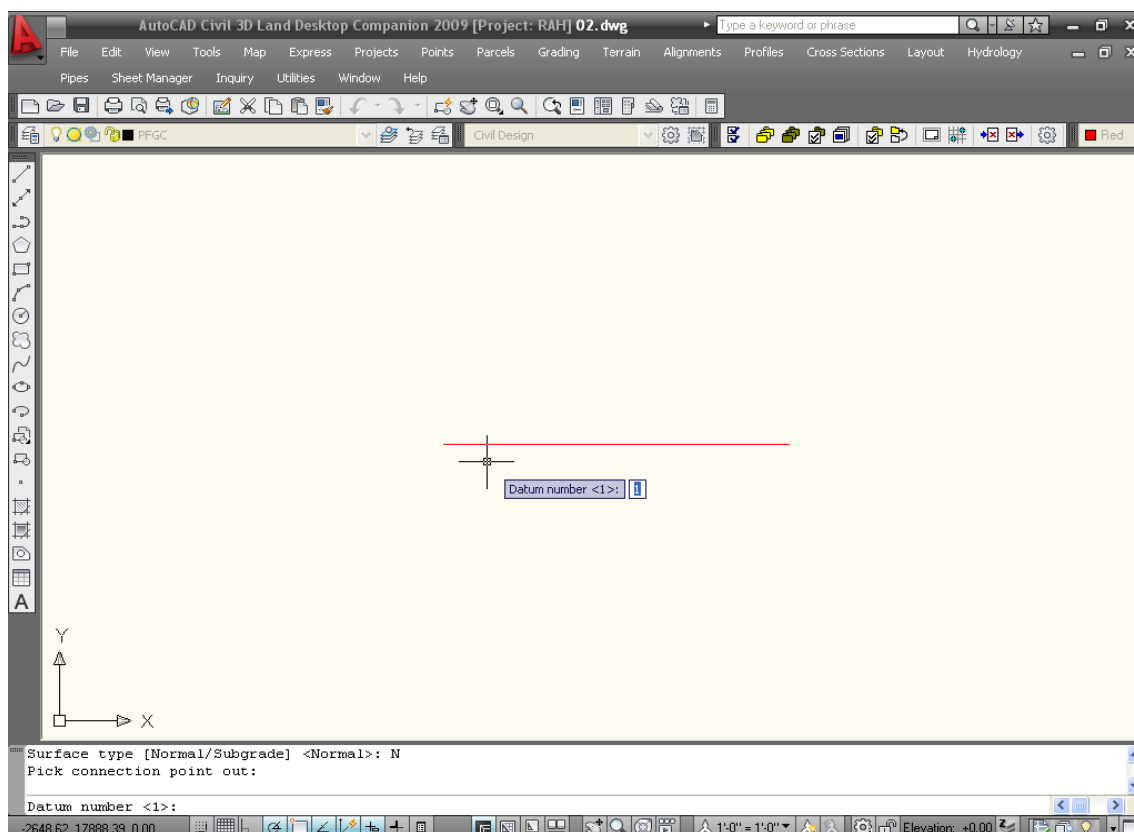 AutoCAD Civil 3D Land Desktop Companion 2009 [Project: RAH] 02.dwg Type a keyword or phrase
File Edit View Tools Map Express Projects Points Parcels Grading Terrain Alignments Profiles Cross Sections Layout Hydrology
Pipes Sheet Manager Inquiry Utilities Window Help
PFGC Civil Design Red
A
Datum number <1>: 1
Y
X
Surface type [Normal/Subgrade] <Normal>: N
Pick connection point out:
Datum number <1>:
-2648.62, 17888.39, 0.00 1'-0" = 1'-0" Elevation: +0.00